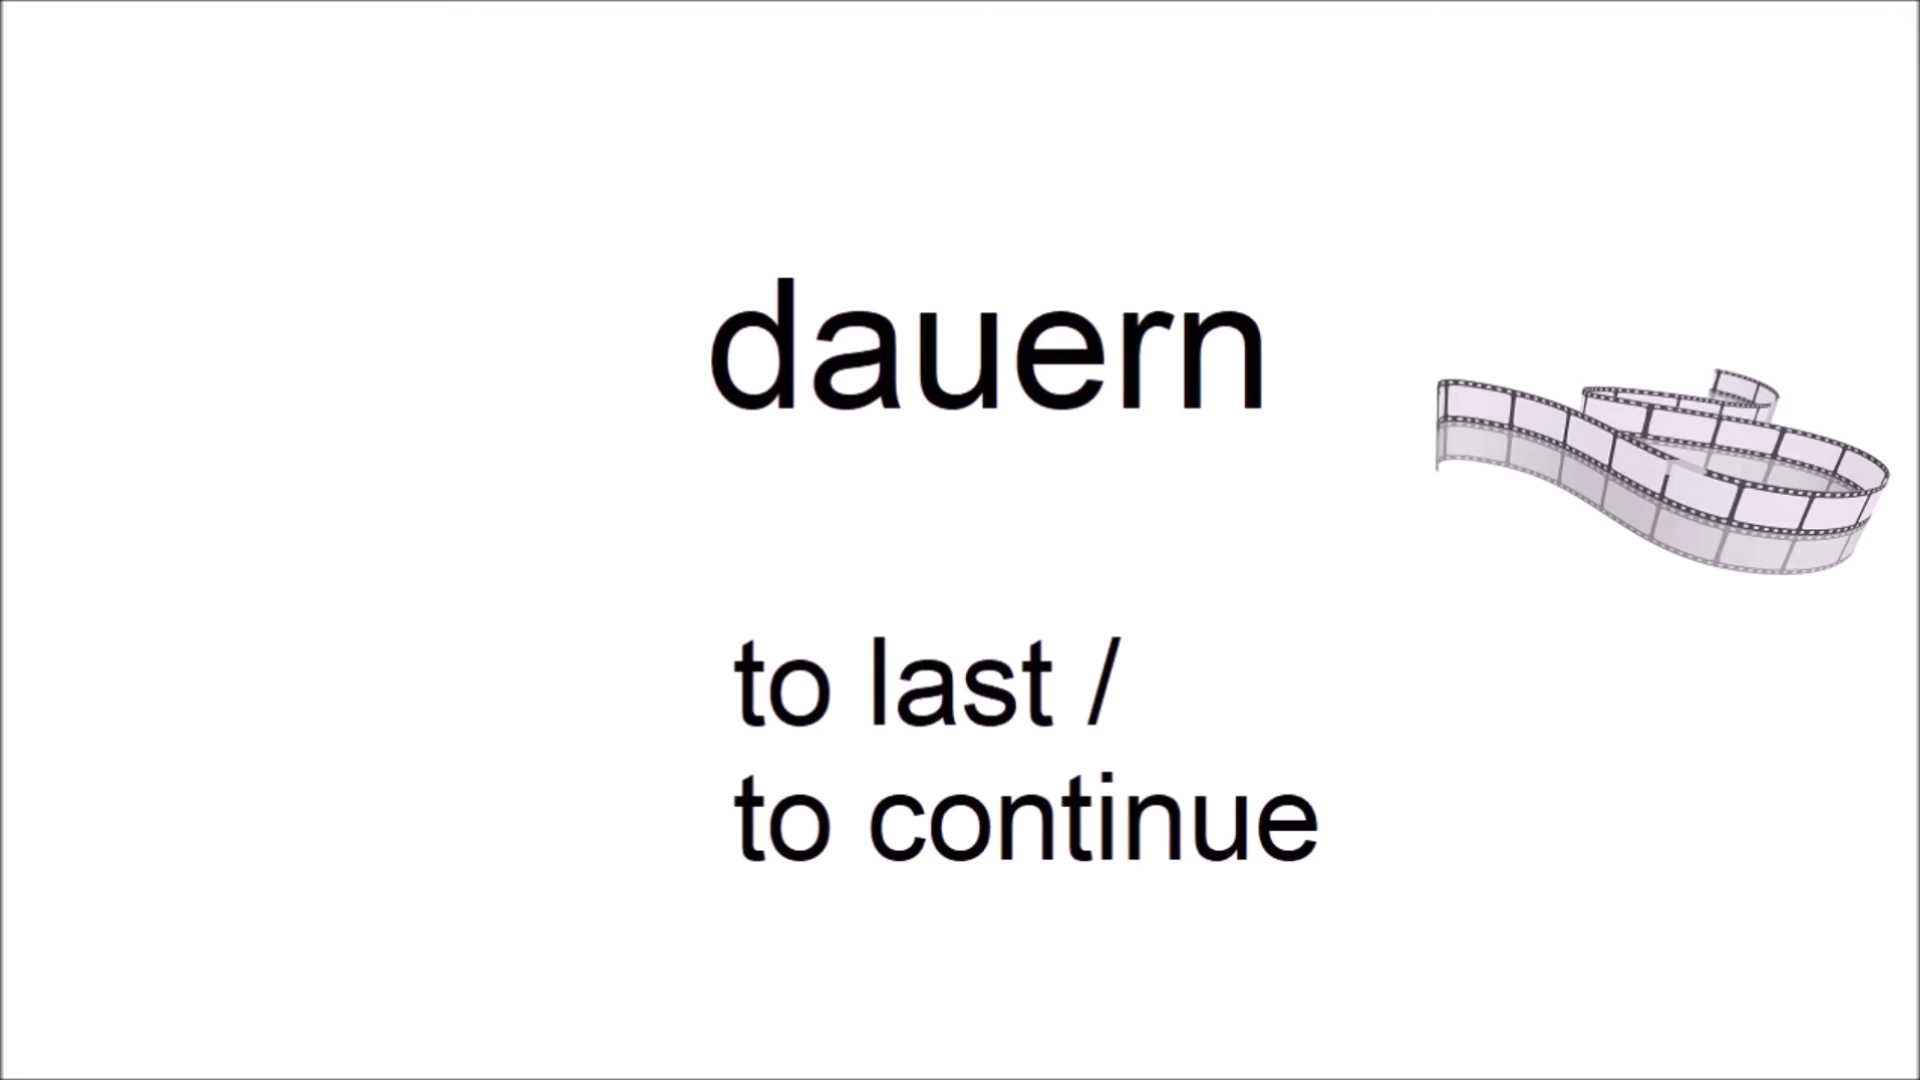 dauern
to last /
to continue